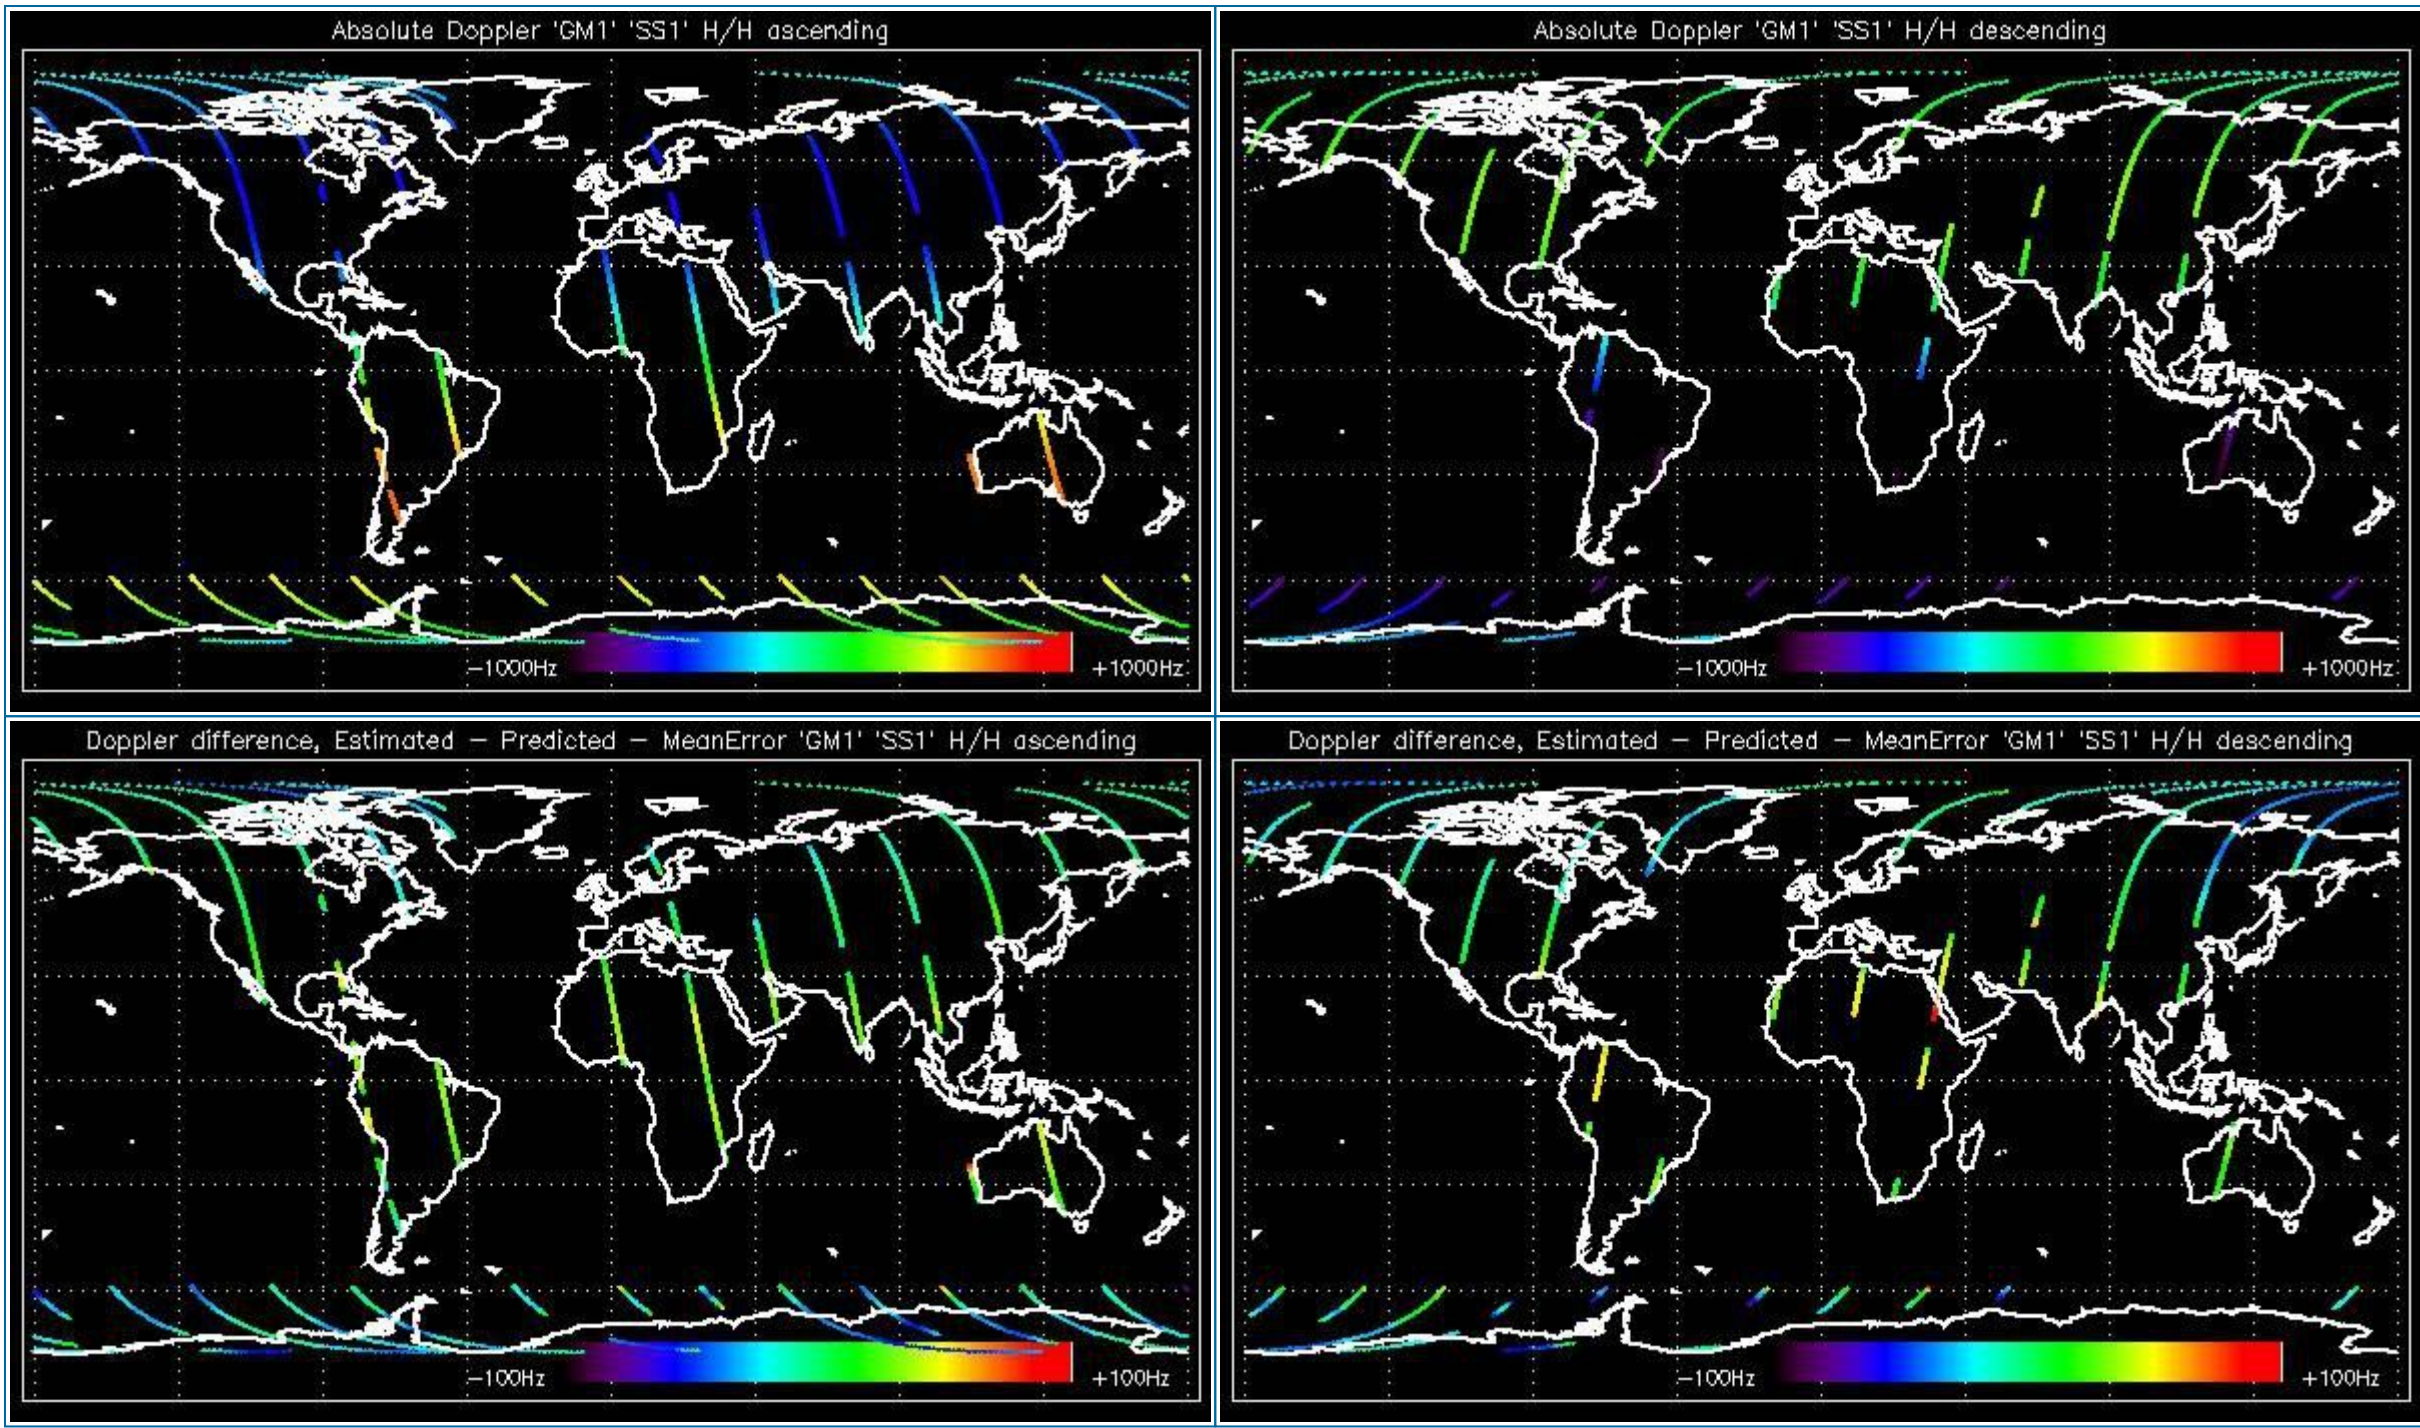 Absolute Doppler 'GM1' 'SS1' H/H ascending
−1000Hz
+1000Hz
Absolute Doppler 'GM1' 'SS1' H/H descending
−1000Hz
+1000Hz
Doppler difference, Estimated − Predicted − MeanError 'GM1' 'SS1' H/H ascending
−100Hz
+100Hz
Doppler difference, Estimated − Predicted − MeanError 'GM1' 'SS1' H/H descending
−100Hz
+100Hz